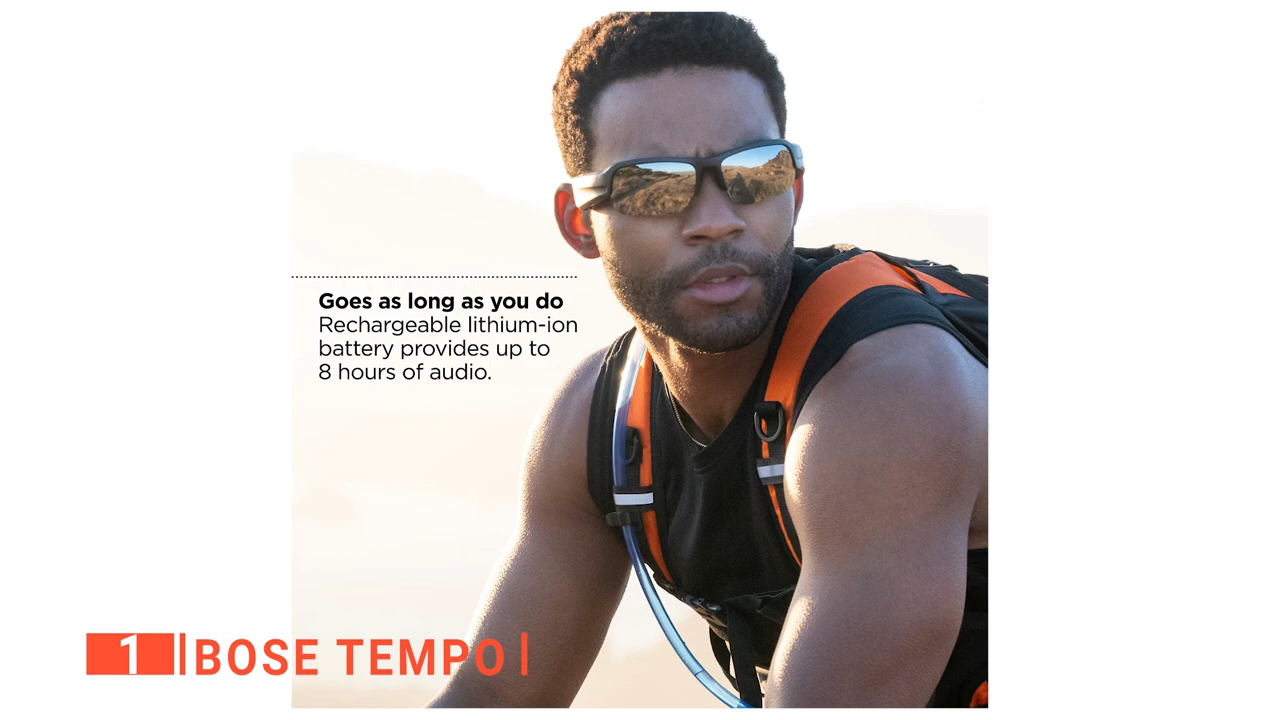 Goes as long as you do
Rechargeable lithium-ion
battery provides up to
8 hours of audio.
1 BOSE TEMPO